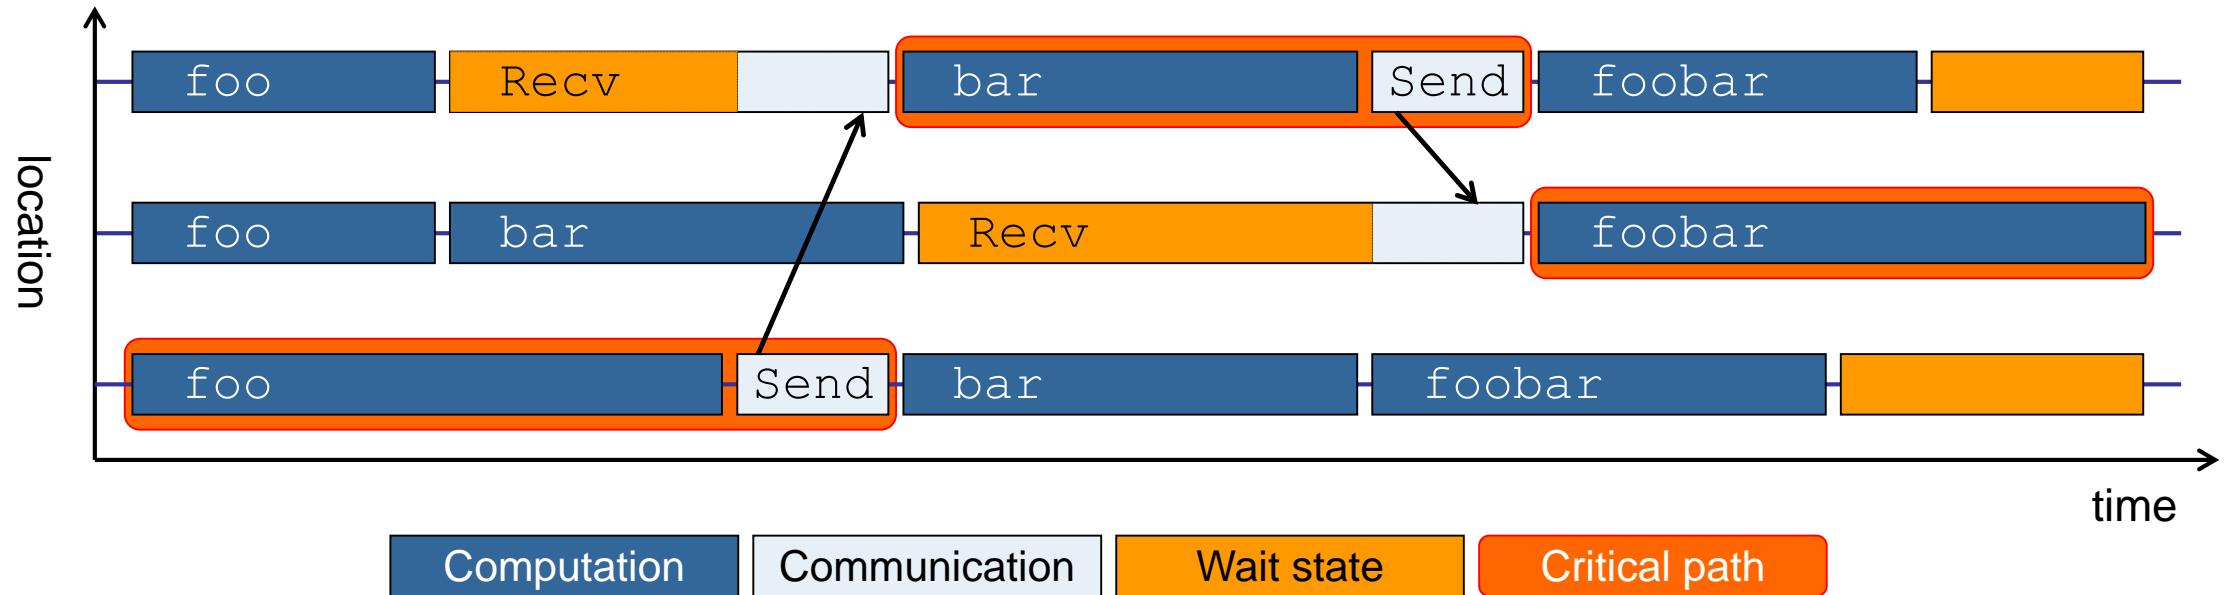 foo Recv bar Send foobar
location
foo bar Recv foobar
foo Send bar foobar
time
Computation Communication Wait state Critical path